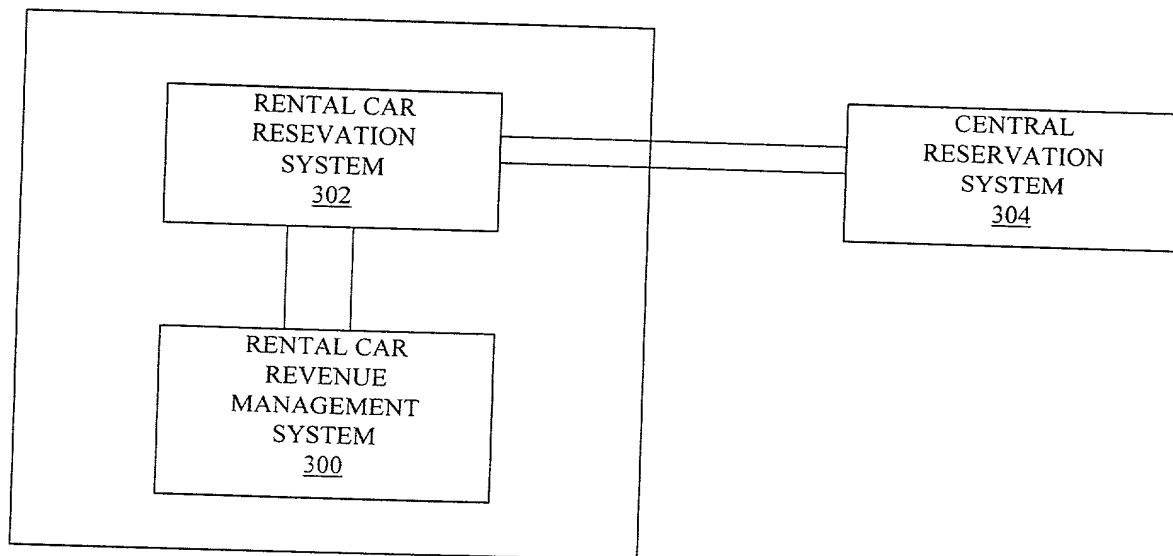 RENTAL CAR
RESEVATION
SYSTEM
302
CENTRAL
RESERVATION
SYSTEM
304
RENTAL CAR
REVENUE
MANAGEMENT
SYSTEM
300